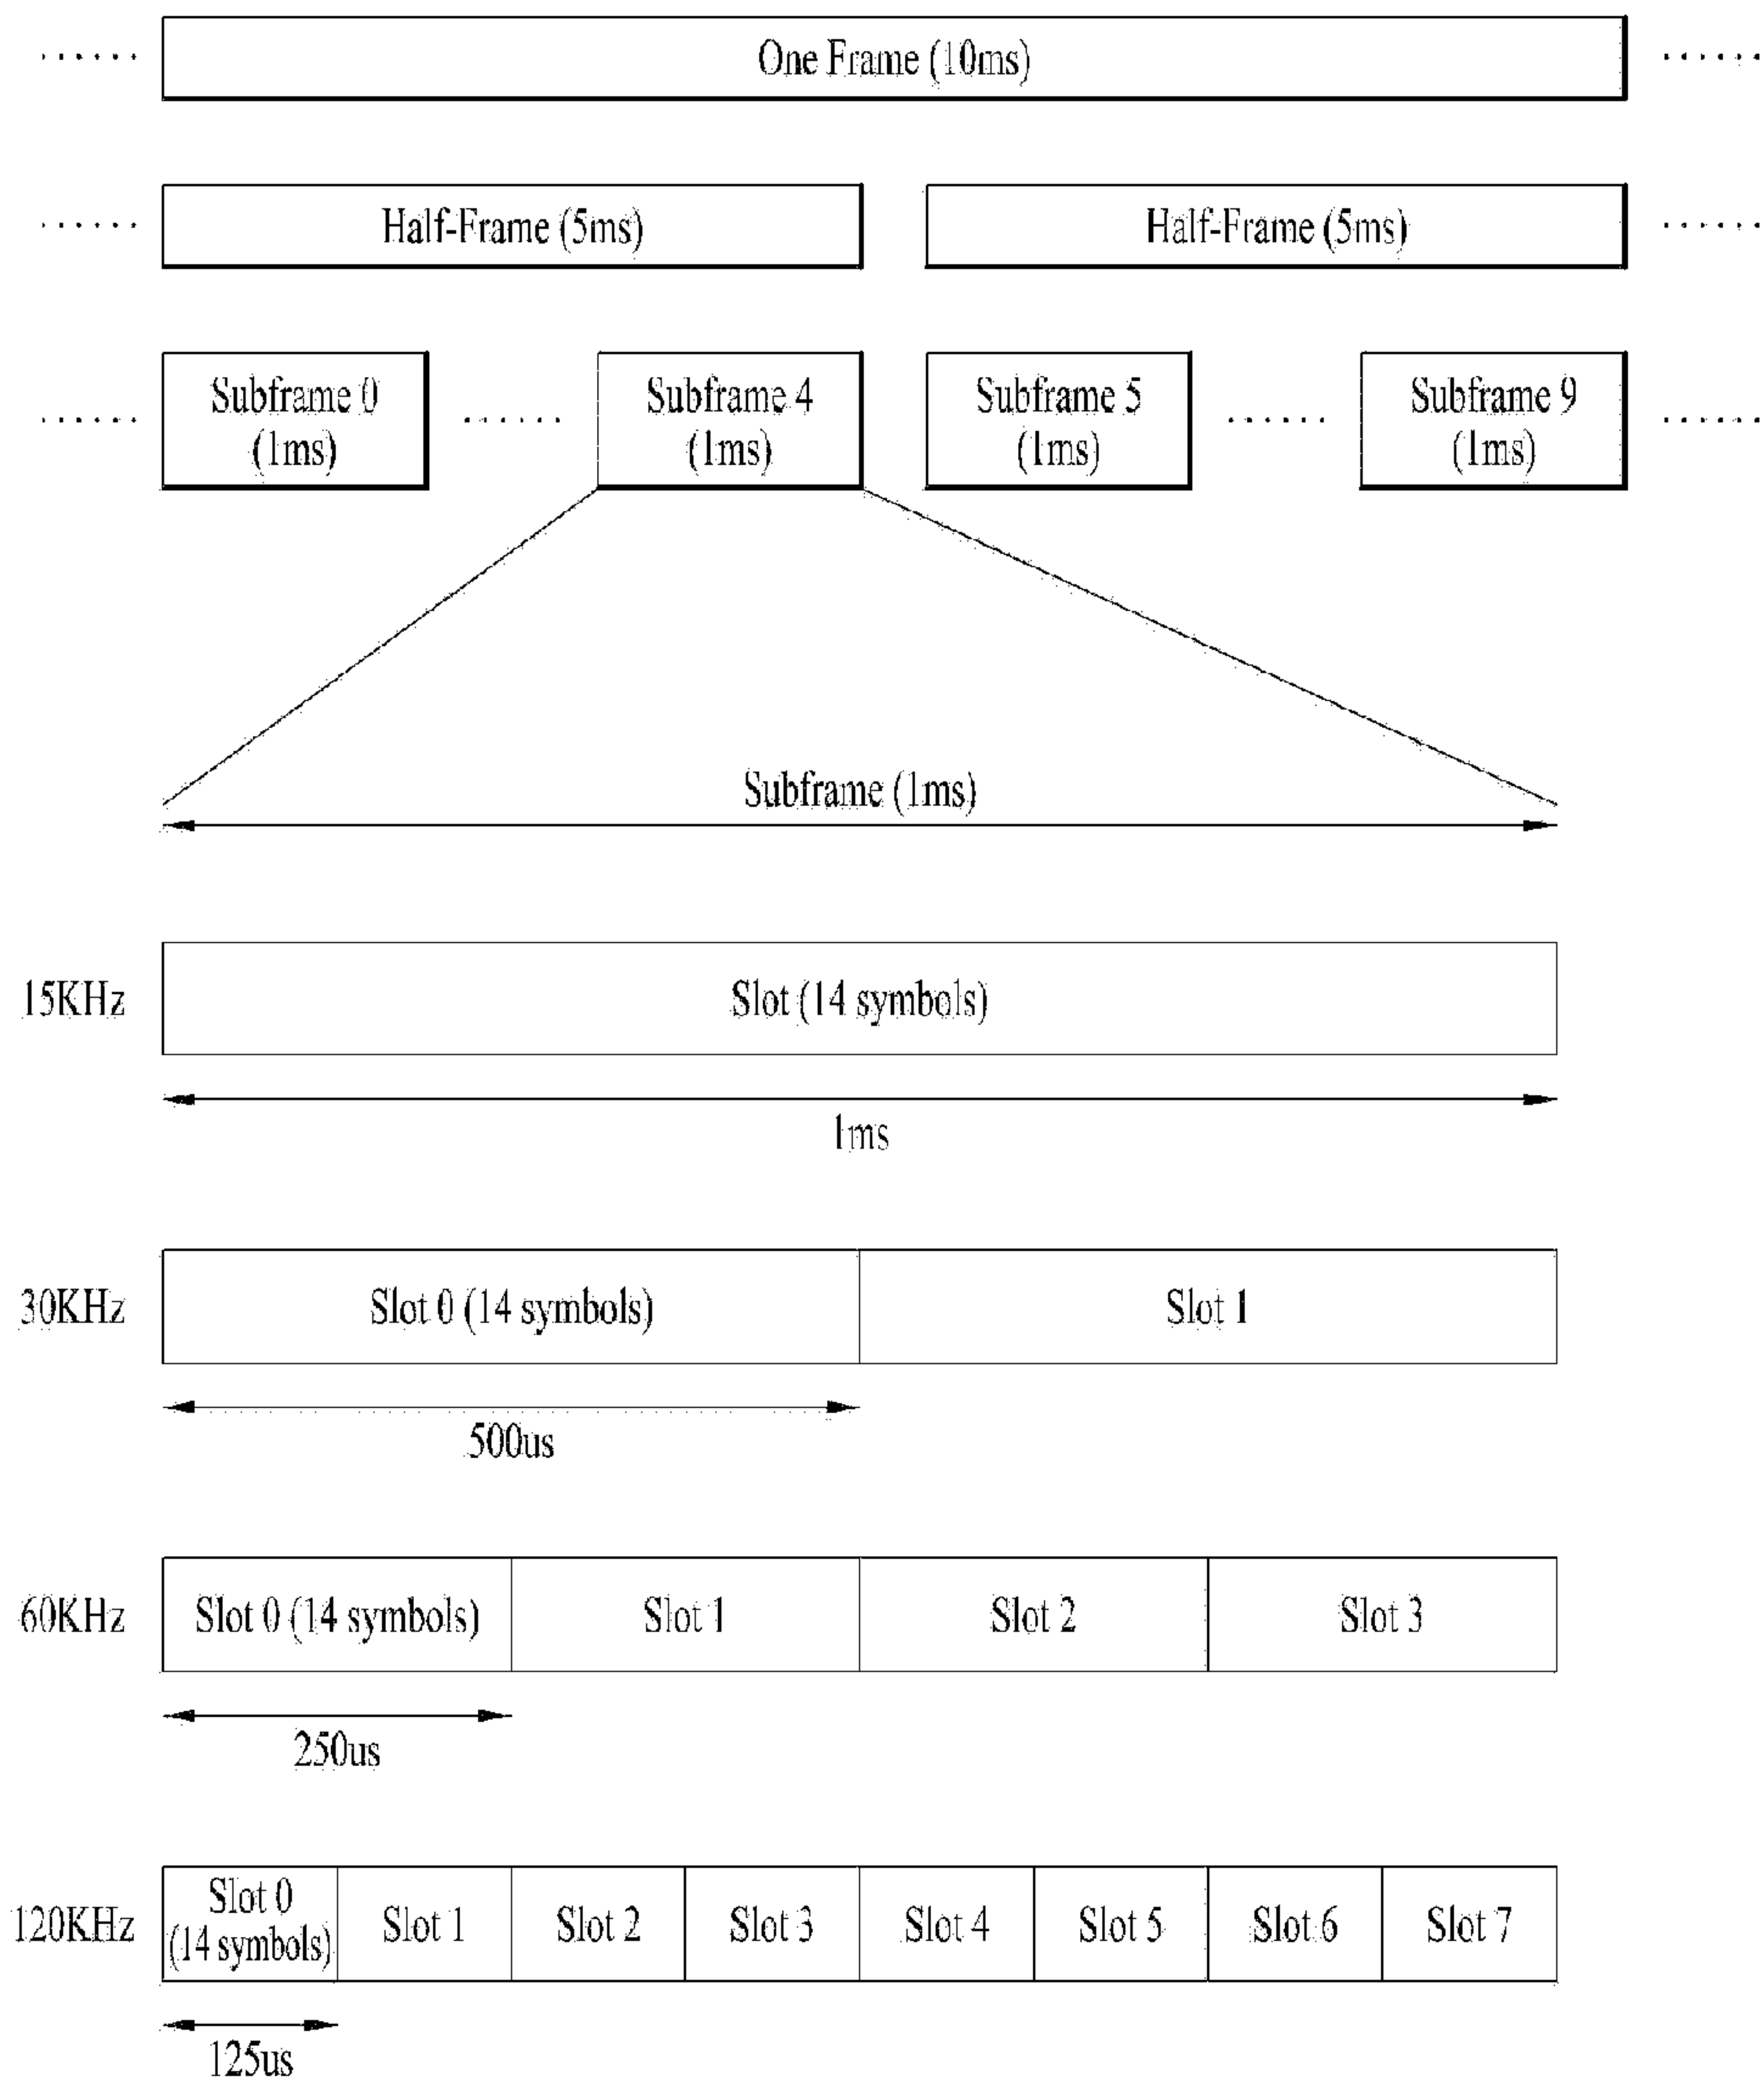 ...... One Frame (10ms) ......
...... Half-Frame (5ms) Half-Frame (5ms) ......
Subframe 0 Subframe 4 Subframe 5 Subframe 9
...... (1ms) ...... (1ms) (1ms) ...... (1ms) ......
Subframe (1ms)
15KHz Slot (14 symbols)
1ms
30KHz Slot 0 (14 symbols) Slot 1
500us
60KHz Slot 0 (14 symbols) Slot 1 Slot 2 Slot 3
250us
120KHz Slot 0 (14 symbols) Slot 1 Slot 2 Slot 3 Slot 4 Slot 5 Slot 6 Slot 7
125us